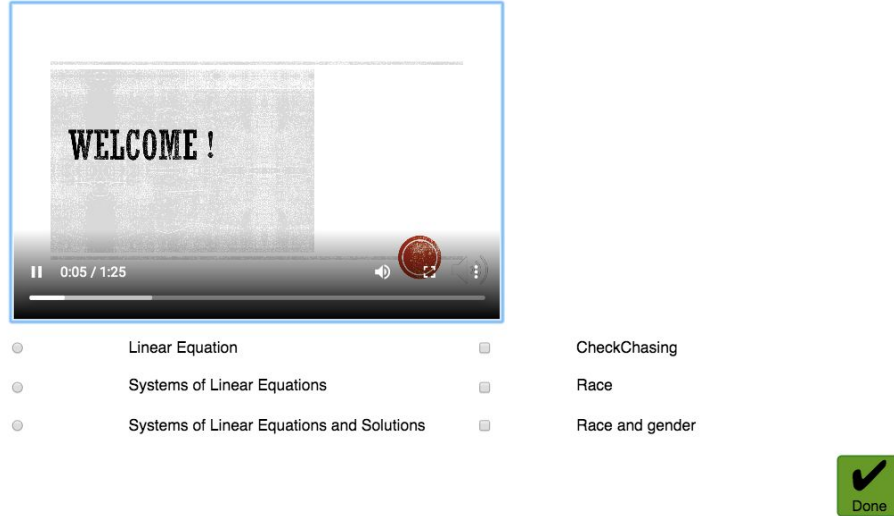 WELCOME !
0:05 / 1:25
Linear Equation
CheckChasing
Systems of Linear Equations
Race
Systems of Linear Equations and Solutions
Race and gender
Done